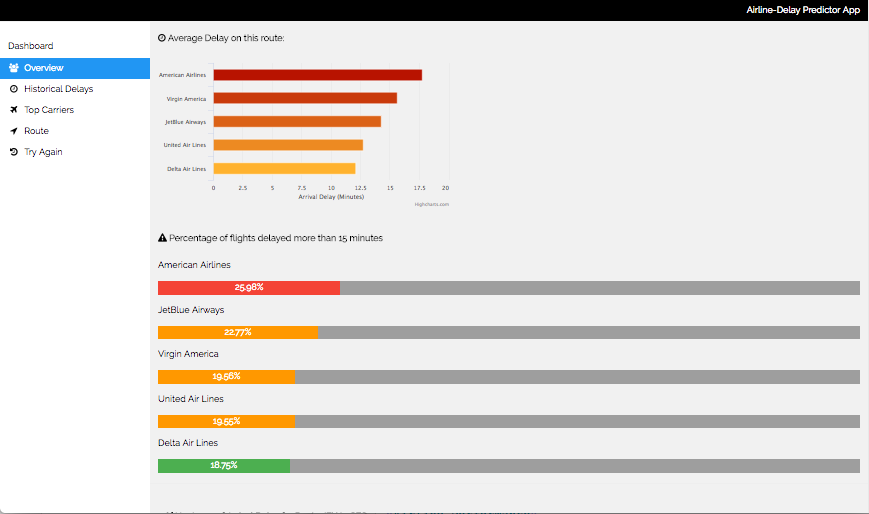 Airline-Delay Predictor App
Dashboard
Overview
Historical Delays
Top Carriers
Route
Try Again
Average Delay on this route:
American Airlines
Virgin America
JetBlue Airways
United Air Lines
Delta Air Lines
0 2.5 5 7.5 10 12.5 15 17.5 20
Arrival Delay (Minutes)
Highcharts.com
Percentage of flights delayed more than 15 minutes
American Airlines
25.98%
JetBlue Airways
22.77%
Virgin America
19.56%
United Air Lines
19.55%
Delta Air Lines
18.75%